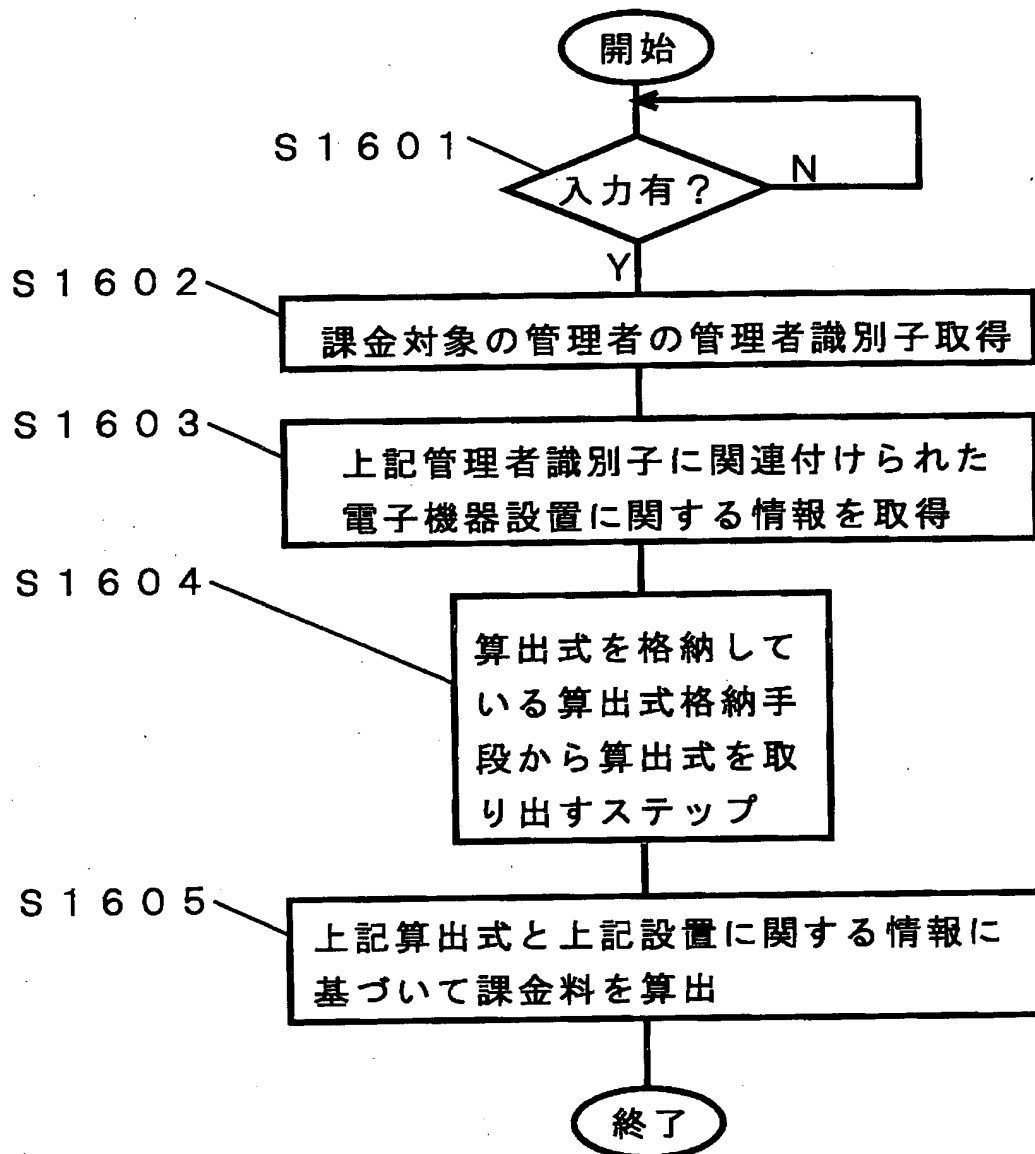 開始
S1601
入力有?
N
Y
S1602
課金対象の管理者の管理者識別子取得
S1603
上記管理者識別子に関連付けられた
電子機器設置に関する情報を取得
S1604
算出式を格納して
いる算出式格納手
段から算出式を取
り出すステップ
S1605
上記算出式と上記設置に関する情報に
基づいて課金料を算出
終了